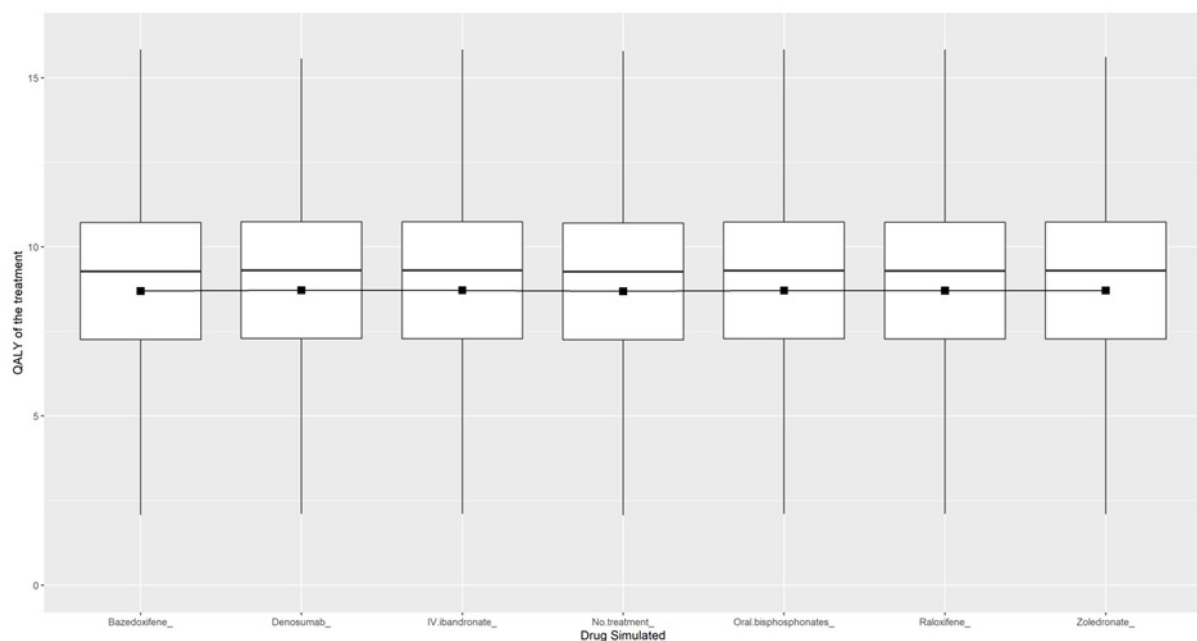 QALY of the treatment
15
10
5
0
Bazedoxifene_ Denosumab_ IV.ibandronate_ No.treatment_ Oral.bisphosphonates_ Raloxifene_ Zoledronate_
Drug Simulated